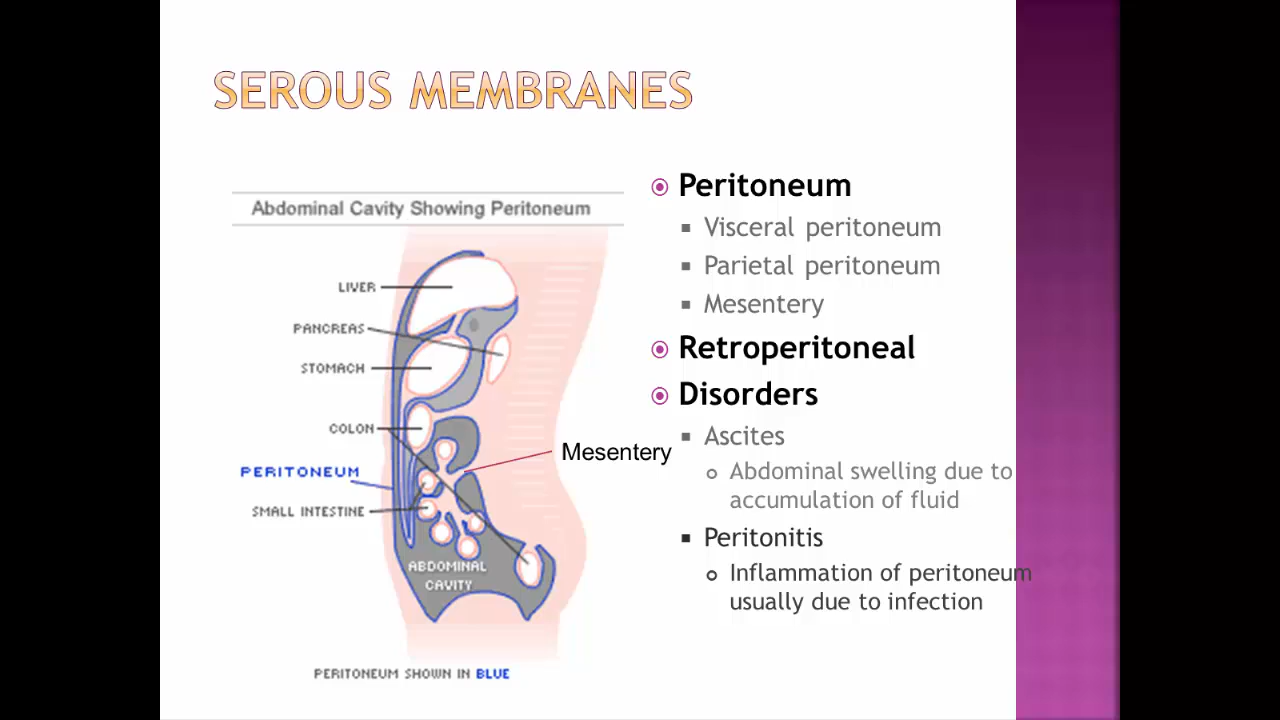 SEROUS MEMBRANES
Abdominal Cavity Showing Peritoneum
LIVER
PANCREAS
STOMACH
COLON
PERITONEUM
SMALL INTESTINE
ABDOMINAL
CAVITY
Mesentery
PERITONEUM SHOWN IN BLUE
Peritoneum
Visceral peritoneum
Parietal peritoneum
Mesentery
Retroperitoneal
Disorders
Ascites
Abdominal swelling due to
accumulation of fluid
Peritonitis
Inflammation of peritoneum
usually due to infection